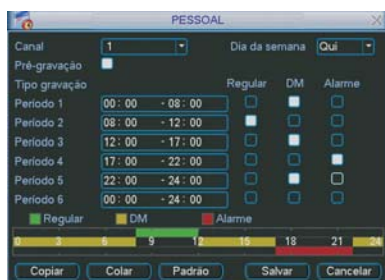 PESSOAL
Canal 1 Dia da semana Qui
Pré-gravação
Tipo gravação Regular DM Alarme
Período 1 00:00 - 08:00
Período 2 08:00 - 12:00
Período 3 12:00 - 17:00
Período 4 17:00 - 22:00
Período 5 22:00 - 24:00
Período 6 00:00 - 24:00
Regular DM Alarme
0 3 6 9 12 15 18 21 24
Copiar Colar Padrão Salvar Cancelar